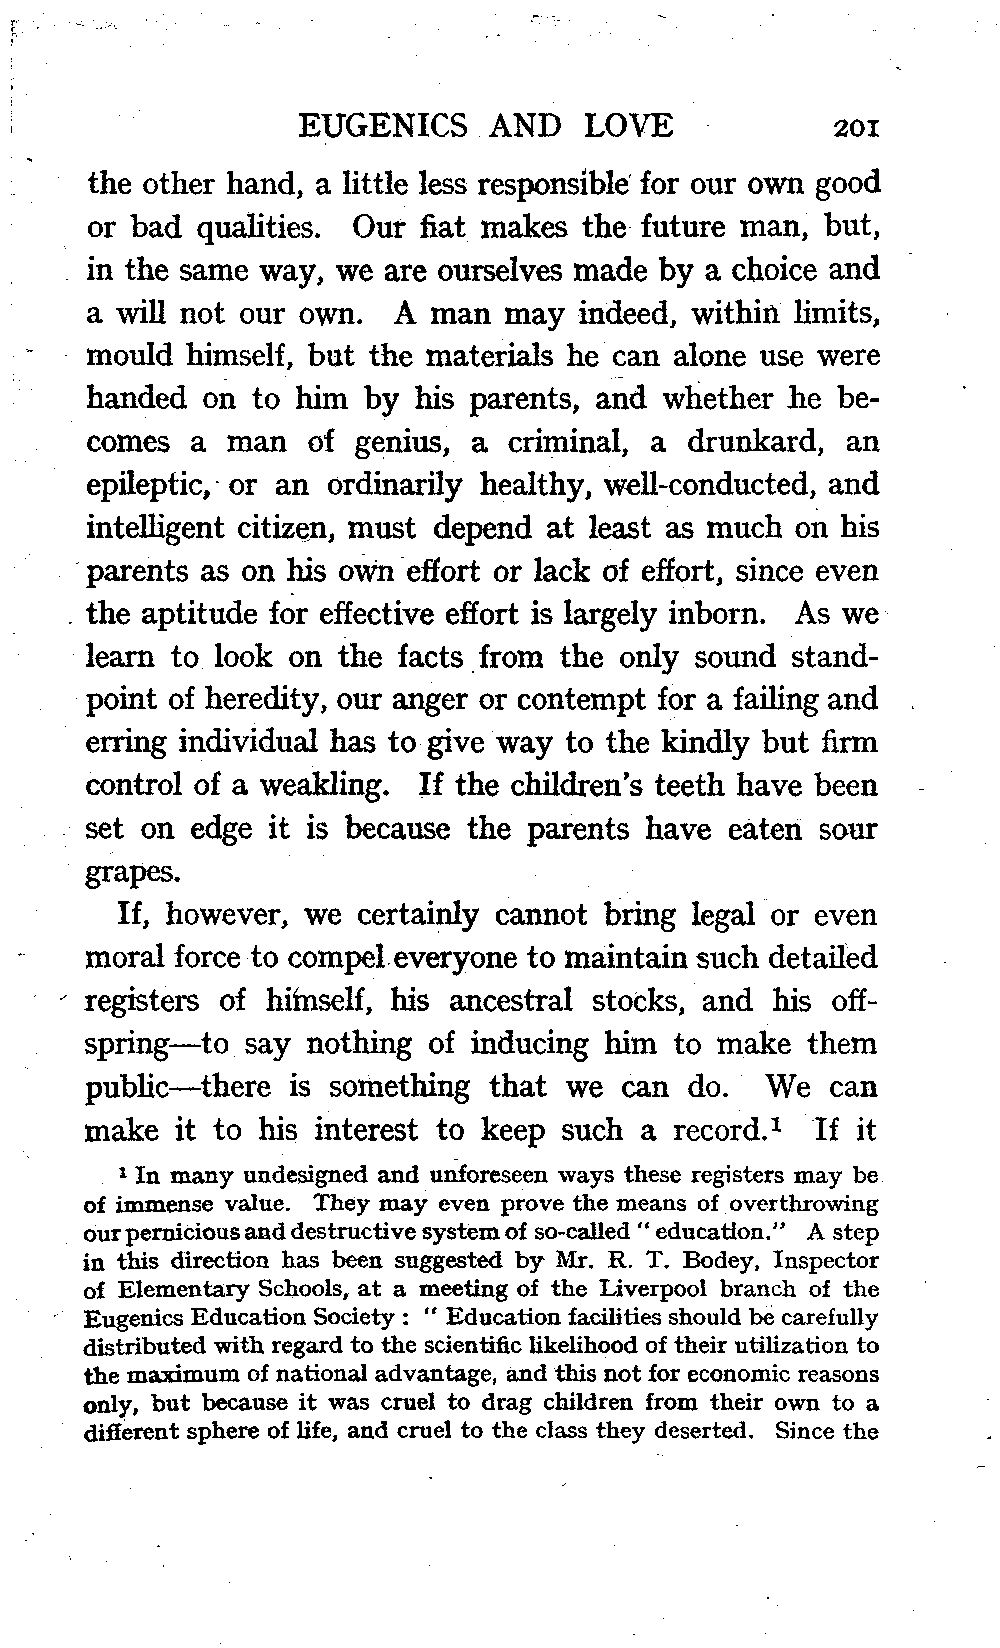 EUGENICS AND LOVE 201
the other hand, a little less responsible for our own good
or bad qualities. Our fiat makes the future man, but,
in the same way, we are ourselves made by a choice and
a will not our own. A man may indeed, within limits,
mould himself, but the materials he can alone use were
handed on to him by his parents, and whether he be-
comes a man of genius, a criminal, a drunkard, an
epileptic, or an ordinarily healthy, well-conducted, and
intelligent citizen, must depend at least as much on his
parents as on his own effort or lack of effort, since even
the aptitude for effective effort is largely inborn. As we
learn to look on the facts from the only sound stand-
point of heredity, our anger or contempt for a failing and
erring individual has to give way to the kindly but firm
control of a weakling. If the children's teeth have been
set on edge it is because the parents have eaten sour
grapes.
If, however, we certainly cannot bring legal or even
moral force to compel everyone to maintain such detailed
registers of himself, his ancestral stocks, and his off-
spring—to say nothing of inducing him to make them
public—there is something that we can do. We can
make it to his interest to keep such a record.¹ If it
¹ In many undesigned and unforeseen ways these registers may be
of immense value. They may even prove the means of overthrowing
our pernicious and destructive system of so-called " education." A step
in this direction has been suggested by Mr. R. T. Bodey, Inspector
of Elementary Schools, at a meeting of the Liverpool branch of the
Eugenics Education Society : " Education facilities should be carefully
distributed with regard to the scientific likelihood of their utilization to
the maximum of national advantage, and this not for economic reasons
only, but because it was cruel to drag children from their own to a
different sphere of life, and cruel to the class they deserted. Since the